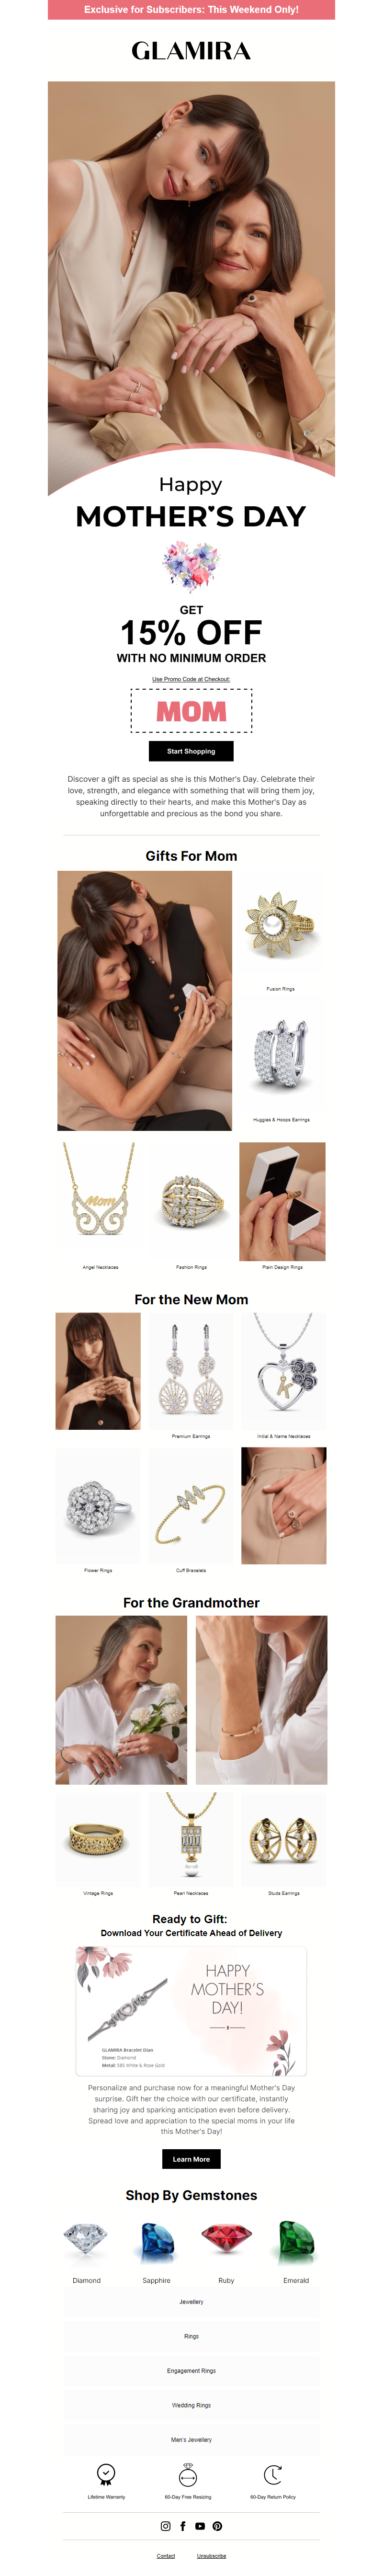 Exclusive for Subscribers: This Weekend Only!
GLAMIRA
Happy
MOTHER'S DAY
GET
15% OFF
WITH NO MINIMUM ORDER
Use Promo Code at Checkout:
MOM
Start Shopping
Discover a gift as special as she is this Mother's Day. Celebrate their
love, strength, and elegance with something that will bring them joy,
speaking directly to their hearts, and make this Mother's Day as
unforgettable and precious as the bond you share.
Gifts For Mom
Fusion Rings
Huggies & Hoops Earrings
Mom
Angel Necklaces
Fashion Rings
Plain Design Rings
For the New Mom
K
Premium Earrings
Initial & Name Necklaces
Flower Rings
Cuff Bracelets
For the Grandmother
Vintage Rings
Pearl Necklaces
Studs Earrings
Ready to Gift:
Download Your Certificate Ahead of Delivery
HAPPY
MOTHER'S
DAY!
GLAMIRA Bracelet Dian
Stone: Diamond
Metal: 585 White & Rose Gold
Personalize and purchase now for a meaningful Mother's Day
surprise. Gift her the choice with our certificate, instantly
sharing joy and sparking anticipation even before delivery.
Spread love and appreciation to the special moms in your life
this Mother's Day!
Learn More
Shop By Gemstones
Diamond
Sapphire
Ruby
Emerald
Jewellery
Rings
Engagement Rings
Wedding Rings
Men's Jewellery
Lifetime Warranty
60-Day Free Resizing
60-Day Return Policy
Contact
Unsubscribe